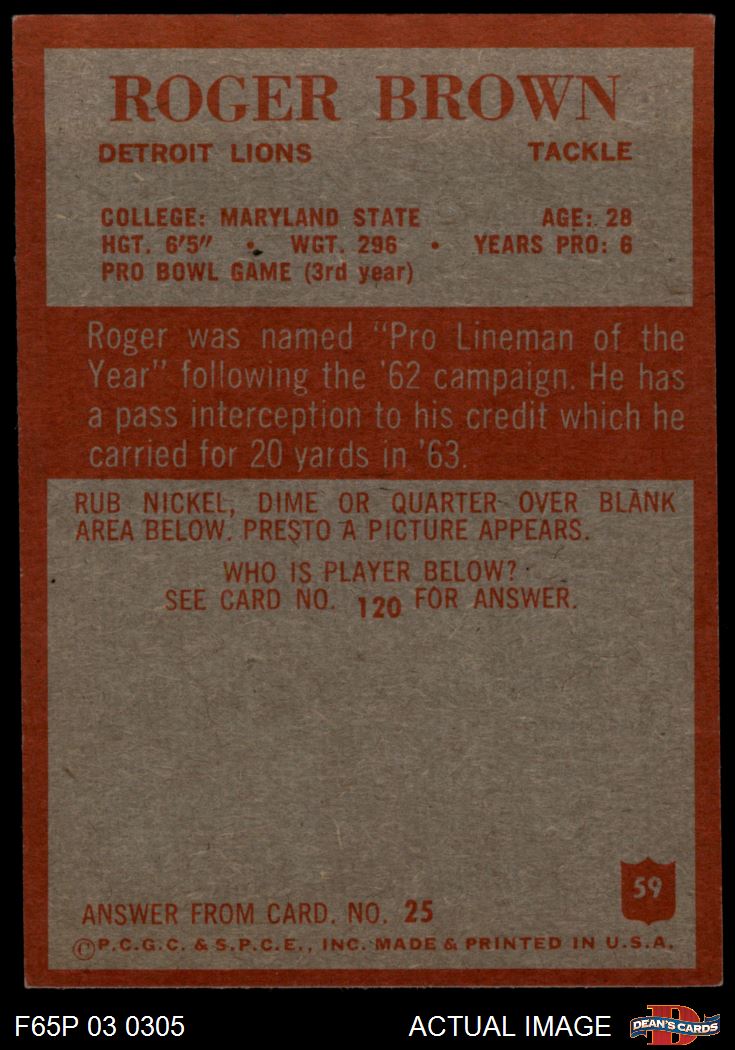 ROGER BROWN
DETROIT LIONS TACKLE
COLLEGE: MARYLAND STATE AGE: 28
HGT. 6'5" • WGT. 296 • YEARS PRO: 6
PRO BOWL GAME (3rd year)
Roger was named "Pro Lineman of the
Year" following the '62 campaign. He has
a pass interception to his credit which he
carried for 20 yards in '63.
RUB NICKEL, DIME OR QUARTER OVER BLANK
AREA BELOW. PRESTO A PICTURE APPEARS.
WHO IS PLAYER BELOW?
SEE CARD NO. 120 FOR ANSWER.
59
ANSWER FROM CARD. NO. 25
©P.C.G.C. & S.P.C.E., INC. MADE & PRINTED IN U.S.A.
F65P 03 0305 ACTUAL IMAGE D DEAN'S CARDS